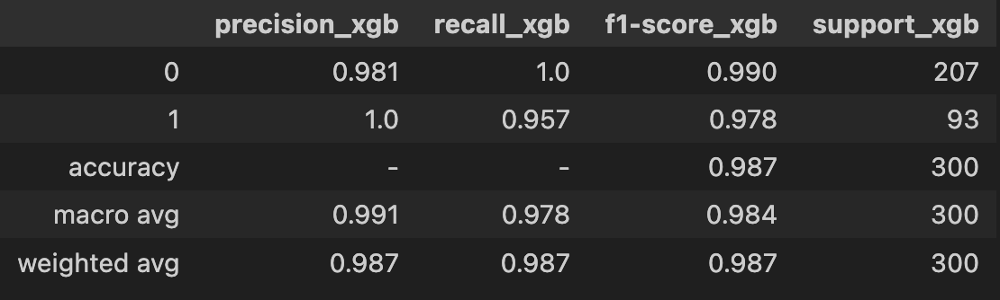 precision_xgb recall_xgb f1-score_xgb support_xgb
0 0.981 1.0 0.990 207
1 1.0 0.957 0.978 93
accuracy - - 0.987 300
macro avg 0.991 0.978 0.984 300
weighted avg 0.987 0.987 0.987 300